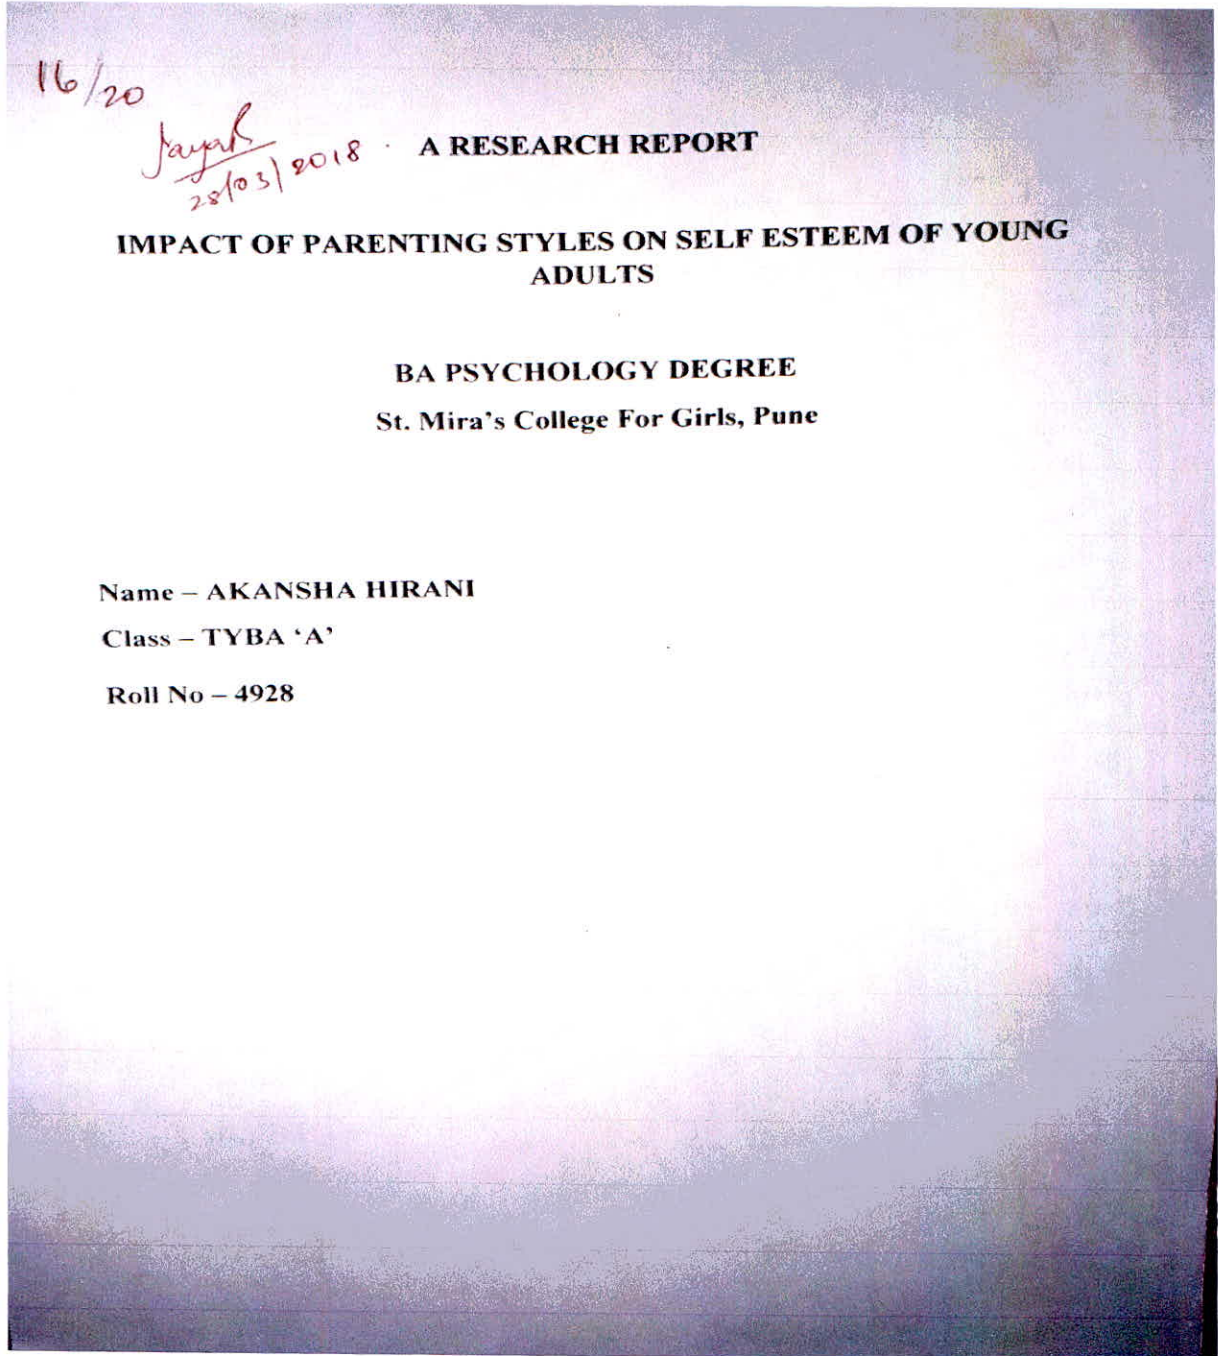 16/20
28/03/2018
A RESEARCH REPORT
IMPACT OF PARENTING STYLES ON SELF ESTEEM OF YOUNG
ADULTS
BA PSYCHOLOGY DEGREE
St. Mira's College For Girls, Pune
Name – AKANSHA HIRANI
Class – TYBA ‘A’
Roll No – 4928